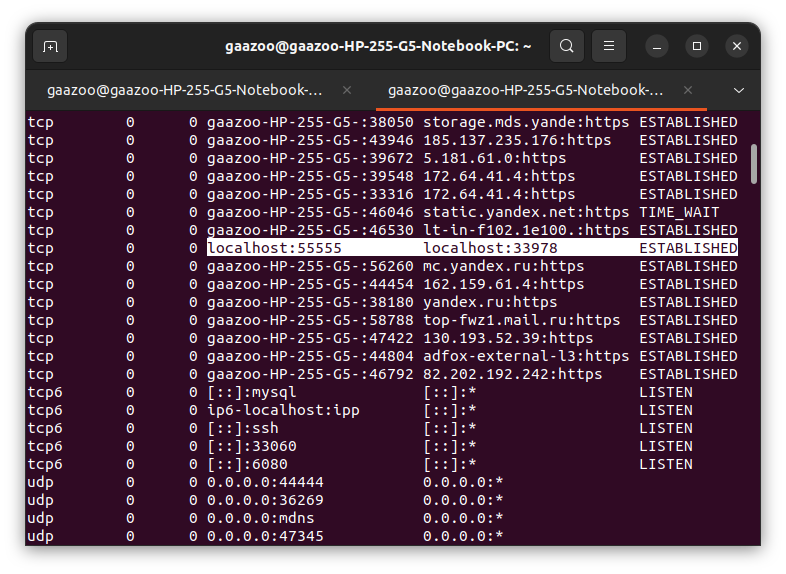 gaazoo@gaazoo-HP-255-G5-Notebook-PC: ~
gaazoo@gaazoo-HP-255-G5-Notebook-...
gaazoo@gaazoo-HP-255-G5-Notebook-...
tcp 0 0 gaazoo-HP-255-G5-:38050 storage.mds.yande:https ESTABLISHED
tcp 0 0 gaazoo-HP-255-G5-:43946 185.137.235.176:https ESTABLISHED
tcp 0 0 gaazoo-HP-255-G5-:39672 5.181.61.0:https ESTABLISHED
tcp 0 0 gaazoo-HP-255-G5-:39548 172.64.41.4:https ESTABLISHED
tcp 0 0 gaazoo-HP-255-G5-:33316 172.64.41.4:https ESTABLISHED
tcp 0 0 gaazoo-HP-255-G5-:46046 static.yandex.net:https TIME_WAIT
tcp 0 0 gaazoo-HP-255-G5-:46530 lt-in-f102.1e100.:https ESTABLISHED
tcp 0 0 localhost:55555 localhost:33978 ESTABLISHED
tcp 0 0 gaazoo-HP-255-G5-:56260 mc.yandex.ru:https ESTABLISHED
tcp 0 0 gaazoo-HP-255-G5-:44454 162.159.61.4:https ESTABLISHED
tcp 0 0 gaazoo-HP-255-G5-:38180 yandex.ru:https ESTABLISHED
tcp 0 0 gaazoo-HP-255-G5-:58788 top-fwz1.mail.ru:https ESTABLISHED
tcp 0 0 gaazoo-HP-255-G5-:47422 130.193.52.39:https ESTABLISHED
tcp 0 0 gaazoo-HP-255-G5-:44804 adfox-external-l3:https ESTABLISHED
tcp 0 0 gaazoo-HP-255-G5-:46792 82.202.192.242:https ESTABLISHED
tcp6 0 0 [::]:mysql [::]:* LISTEN
tcp6 0 0 ip6-localhost:ipp [::]:* LISTEN
tcp6 0 0 [::]:ssh [::]:* LISTEN
tcp6 0 0 [::]:33060 [::]:* LISTEN
tcp6 0 0 [::]:6080 [::]:* LISTEN
udp 0 0 0.0.0.0:44444 0.0.0.0:*
udp 0 0 0.0.0.0:36269 0.0.0.0:*
udp 0 0 0.0.0.0:mdns 0.0.0.0:*
udp 0 0 0.0.0.0:47345 0.0.0.0:*